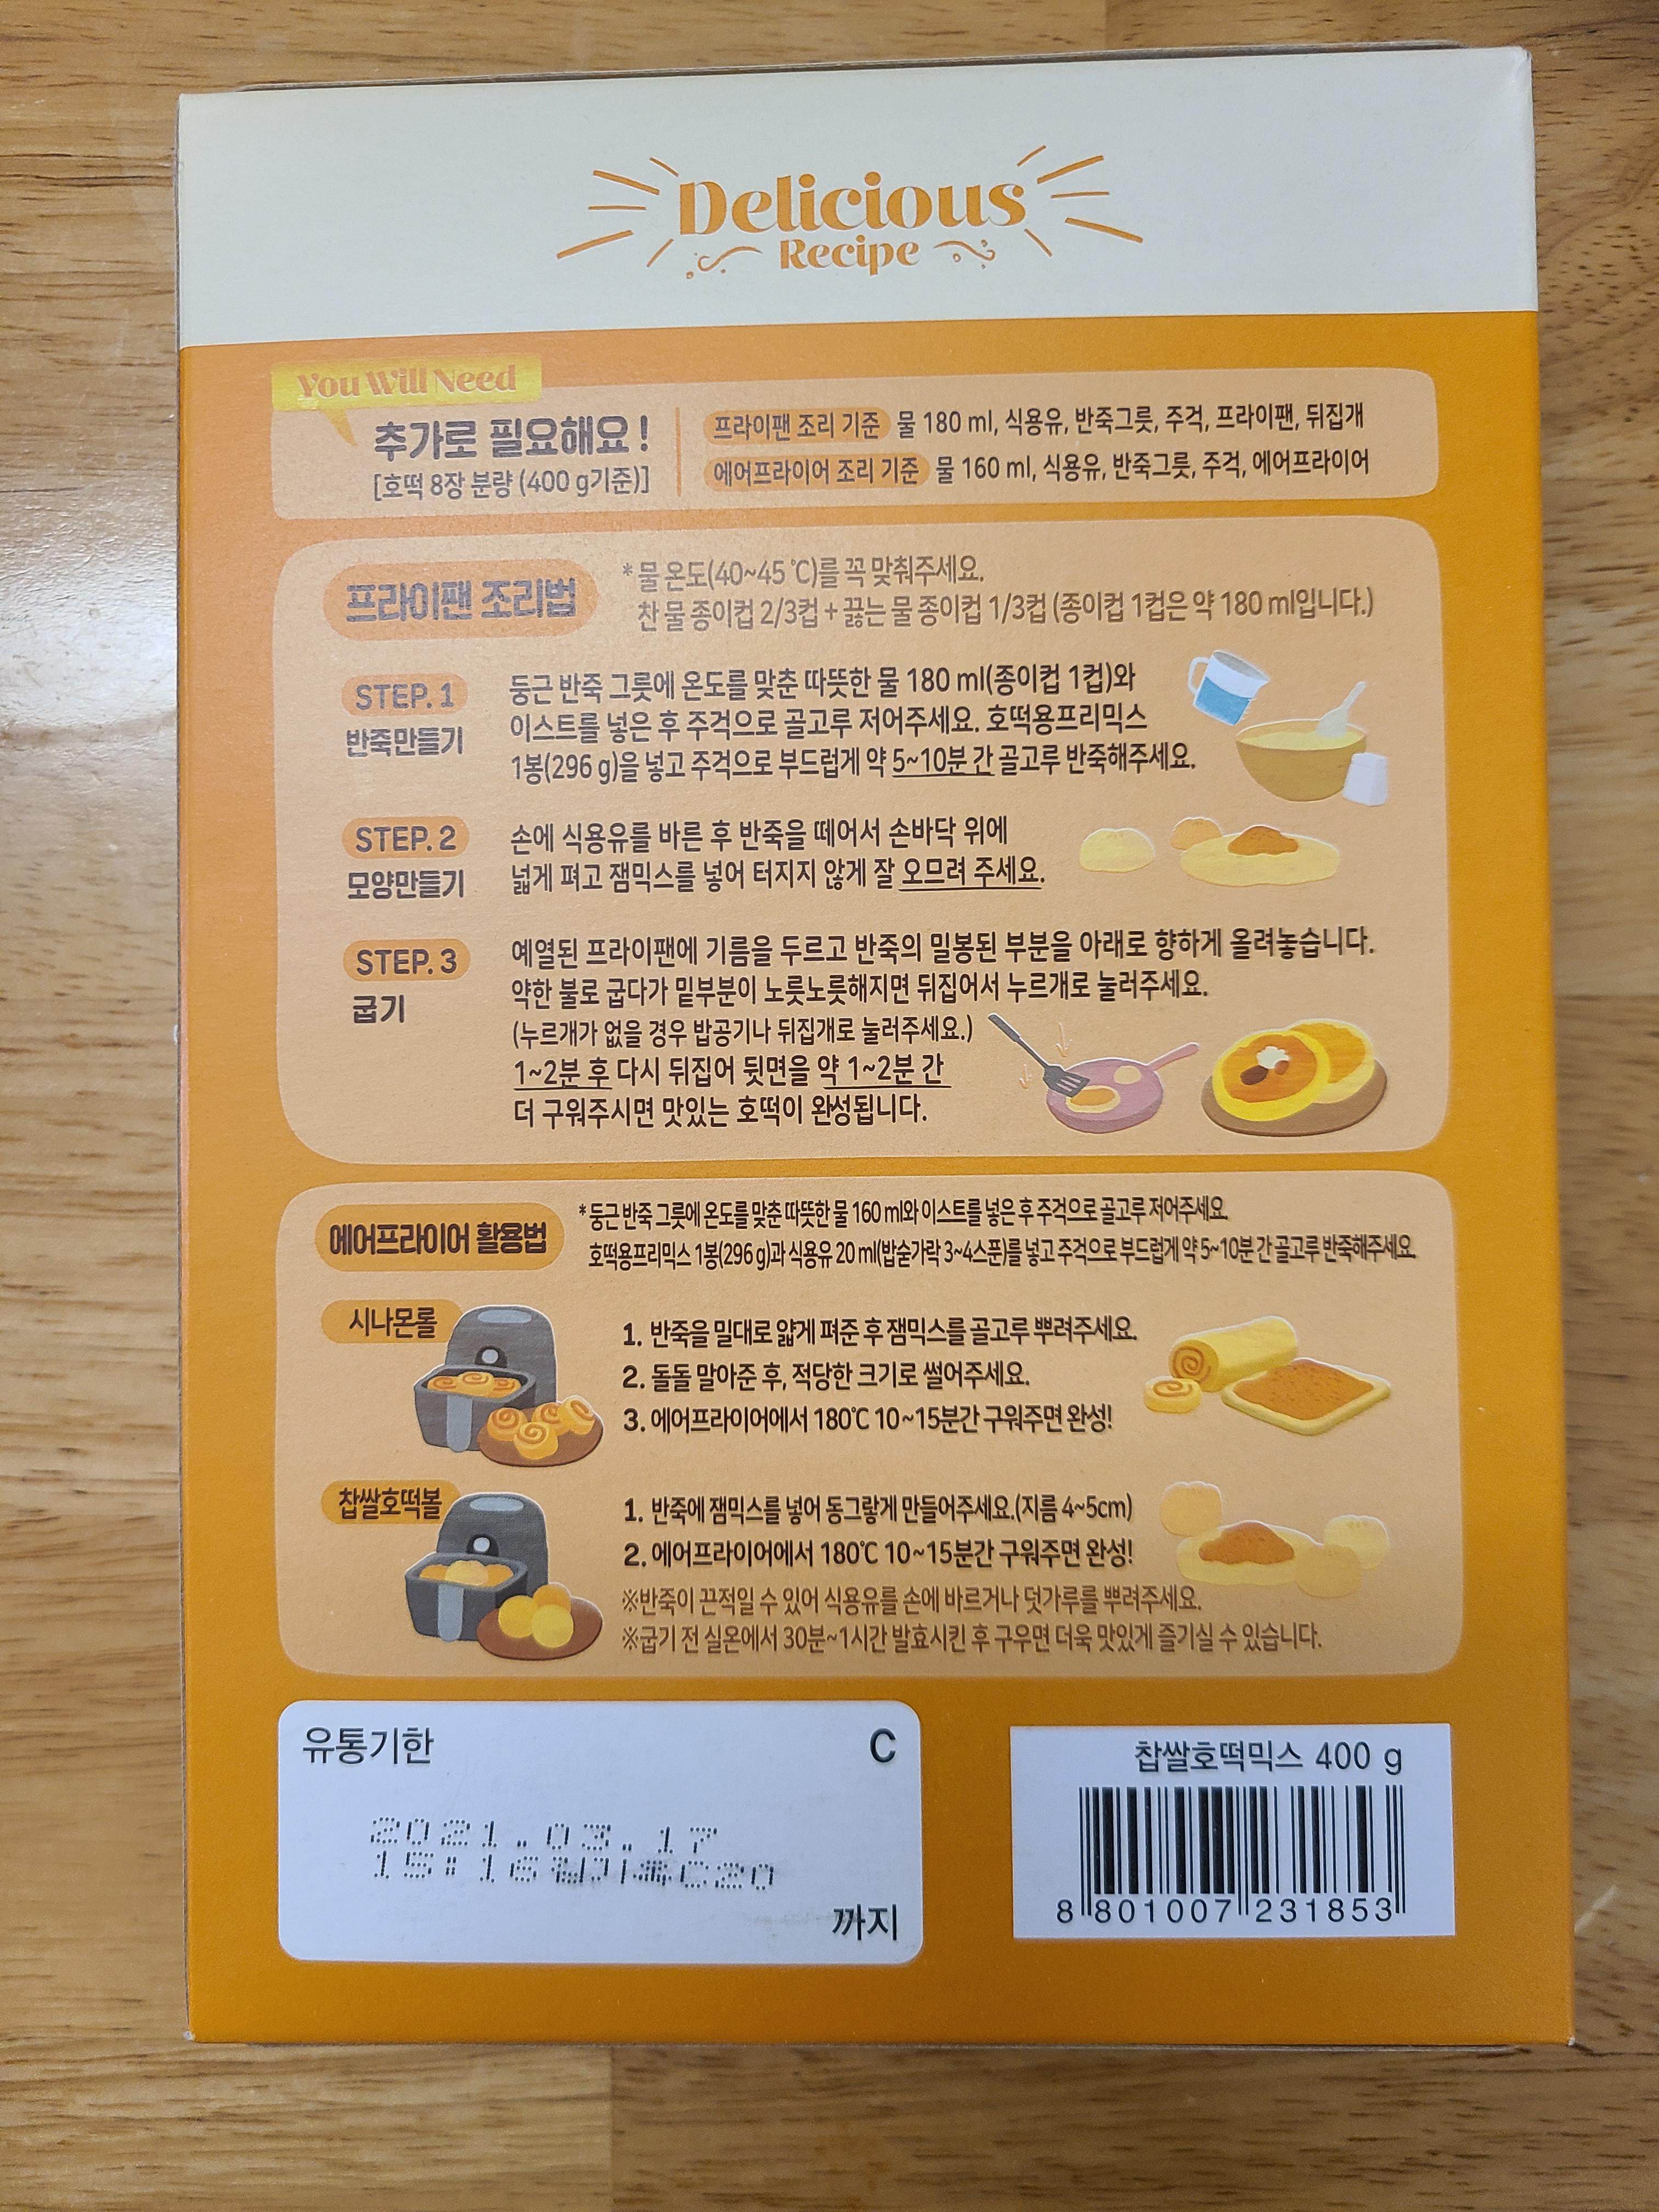 Delicious
Recipe
You Will Need
추가로 필요해요!
[호떡 8장 분량 (400 g기준)]
프라이팬 조리 기준 물 180 ml, 식용유, 반죽그릇, 주걱, 프라이팬, 뒤집개
에어프라이어 조리 기준 물 160 ml, 식용유, 반죽그릇, 주걱, 에어프라이어
프라이팬 조리법
* 물 온도(40~45 ℃)를 꼭 맞춰주세요.
찬 물 종이컵 2/3컵 + 끓는 물 종이컵 1/3컵 (종이컵 1컵은 약 180 ml입니다.)
STEP. 1
반죽만들기
둥근 반죽 그릇에 온도를 맞춘 따뜻한 물 180 ml(종이컵 1컵)와
이스트를 넣은 후 주걱으로 골고루 저어주세요. 호떡용프리믹스
1봉(296 g)을 넣고 주걱으로 부드럽게 약 5~10분 간 골고루 반죽해주세요.
STEP. 2
모양만들기
손에 식용유를 바른 후 반죽을 떼어서 손바닥 위에
넓게 펴고 잼믹스를 넣어 터지지 않게 잘 오므려 주세요.
STEP. 3
굽기
예열된 프라이팬에 기름을 두르고 반죽의 밀봉된 부분을 아래로 향하게 올려놓습니다.
약한 불로 굽다가 밑부분이 노릇노릇해지면 뒤집어서 누르개로 눌러주세요.
(누르개가 없을 경우 밥공기나 뒤집개로 눌러주세요.)
1~2분 후 다시 뒤집어 뒷면을 약 1~2분 간
더 구워주시면 맛있는 호떡이 완성됩니다.
에어프라이어 활용법
* 둥근 반죽 그릇에 온도를 맞춘 따뜻한 물 160 ml와 이스트를 넣은 후 주걱으로 골고루 저어주세요.
호떡용프리믹스 1봉(296 g)과 식용유 20 ml(밥숟가락 3~4스푼)를 넣고 주걱으로 부드럽게 약 5~10분 간 골고루 반죽해주세요.
시나몬롤
1. 반죽을 밀대로 얇게 펴준 후 잼믹스를 골고루 뿌려주세요.
2. 돌돌 말아준 후, 적당한 크기로 썰어주세요.
3. 에어프라이어에서 180℃ 10~15분간 구워주면 완성!
찹쌀호떡볼
1. 반죽에 잼믹스를 넣어 동그랗게 만들어주세요.(지름 4~5cm)
2. 에어프라이어에서 180℃ 10~15분간 구워주면 완성!
※반죽이 끈적일 수 있어 식용유를 손에 바르거나 덧가루를 뿌려주세요.
※굽기 전 실온에서 30분~1시간 발효시킨 후 구우면 더욱 맛있게 즐기실 수 있습니다.
유통기한 C
2021.03.17
15:16 C20
까지
찹쌀호떡믹스 400 g
8 801007 231853